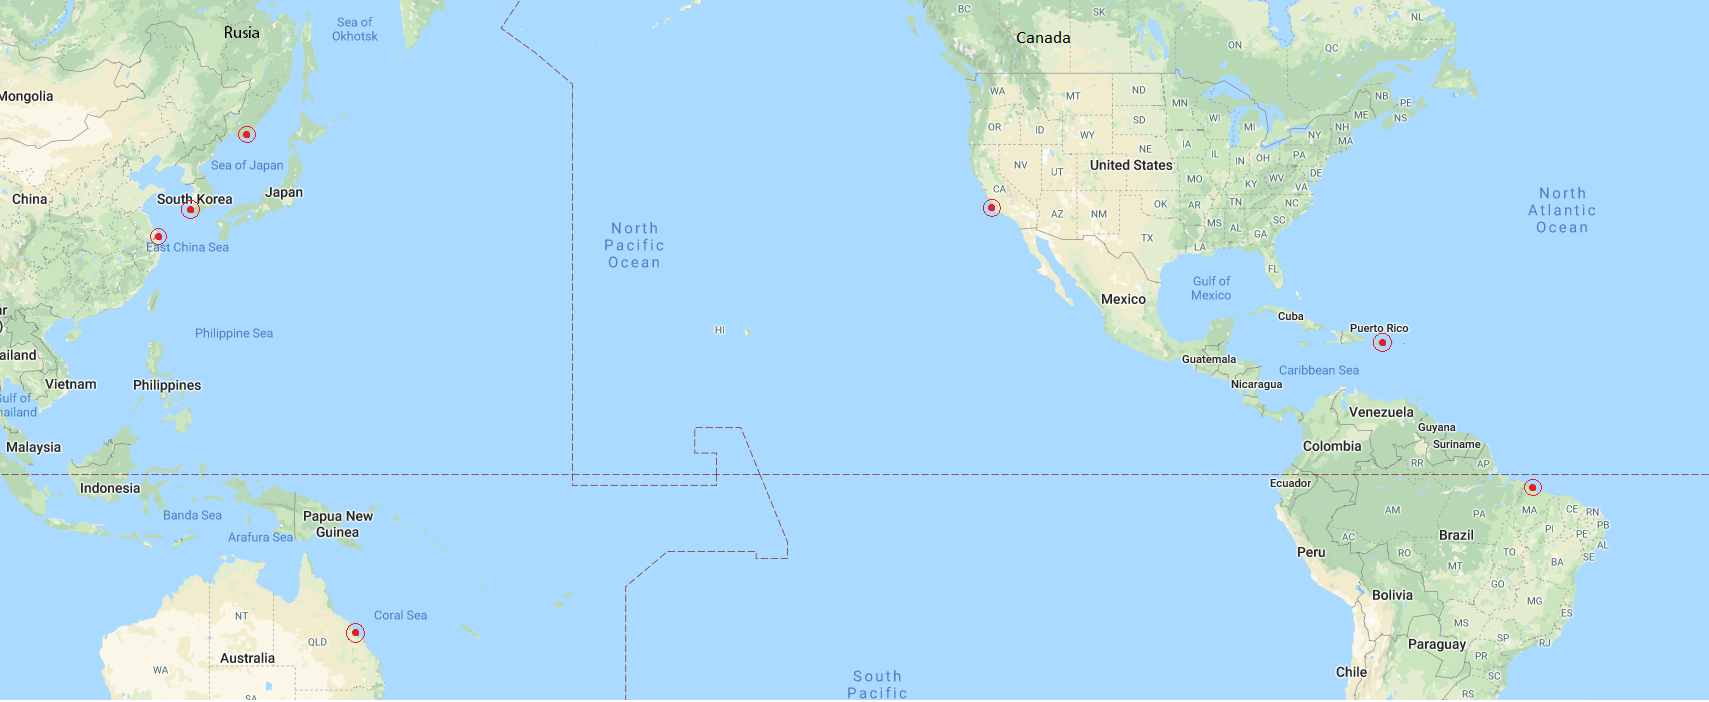 Sea of
Okhotsk
Rusia
BC
SK
NL
Canada
ON
QC
Mongolia
WA
MT
ND
MN
NB
PE
ME
NS
OR
ID
WY
SD
WI
MI
NH
NY
MA
Sea of Japan
NV
UT
United States
NE
IA
IL
IN
OH
PA
China
South Korea
Japan
CA
MO
KY
WV
DE
VA
East China Sea
North
Pacific
Ocean
AZ
NM
OK
AR
TN
NC
SC
MS
AL
GA
TX
LA
FL
North
Atlantic
Ocean
Gulf of
Mexico
Mexico
Cuba
Puerto Rico
Philippine Sea
HI
ailand
Vietnam
Philippines
Gulf of
hailand
Guatemala
Caribbean Sea
Nicaragua
Malaysia
Venezuela
Guyana
Suriname
Colombia
RR
AP
Indonesia
Ecuador
Banda Sea
Papua New
Guinea
Arafura Sea
AM
PA
MA
CE
RN
PB
PI
PE
AL
SE
Brazil
AC
RO
TO
BA
MT
Peru
GO
Bolivia
MG
ES
MS
SP
RJ
Paraguay
PR
SC
RS
Chile
NT
Coral Sea
QLD
Australia
WA
SA
South
Pacific